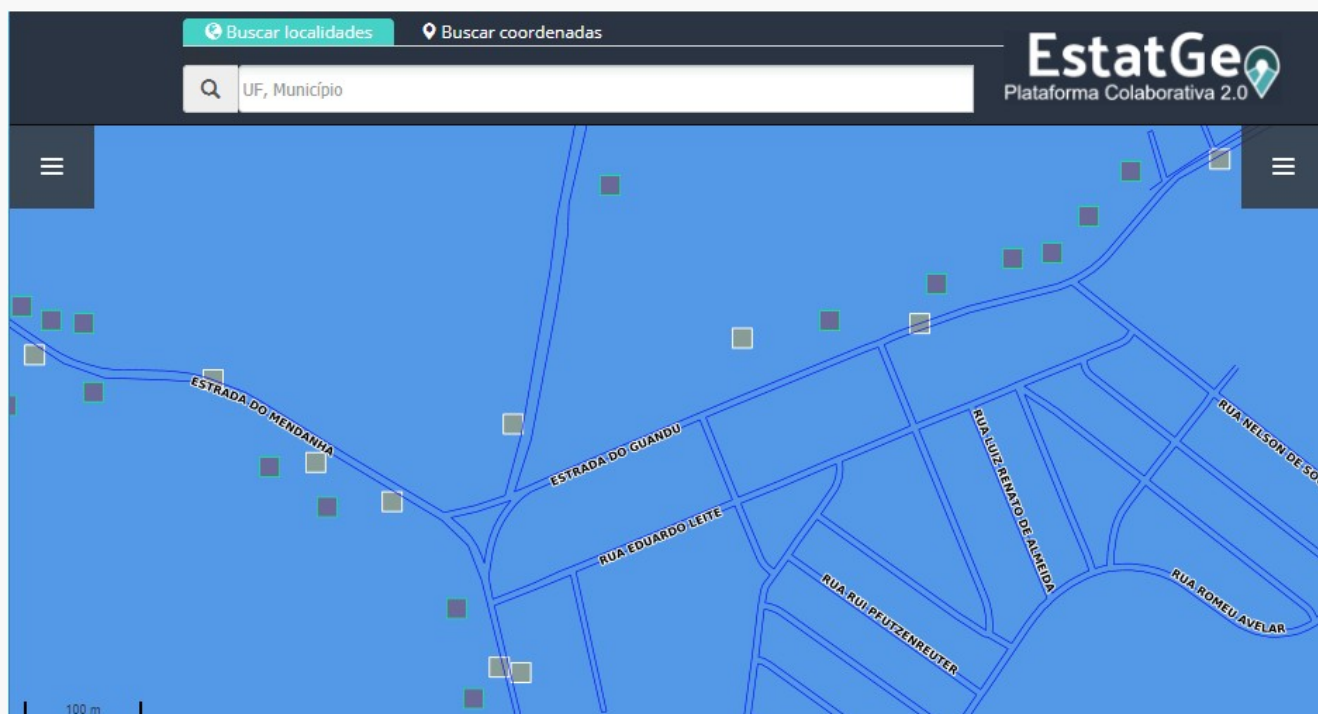 Buscar localidades
Buscar coordenadas
UF, Município
EstatGeo
Plataforma Colaborativa 2.0
ESTRADA DO MENDANHA
ESTRADA DO GUANDU
RUA EDUARDO LEITE
RUA LUIZ RENATO DE ALMEIDA
RUA NELSON DE SOU
RUA RUI PFUTZENREUTER
RUA ROMEU AVELAR
100 m